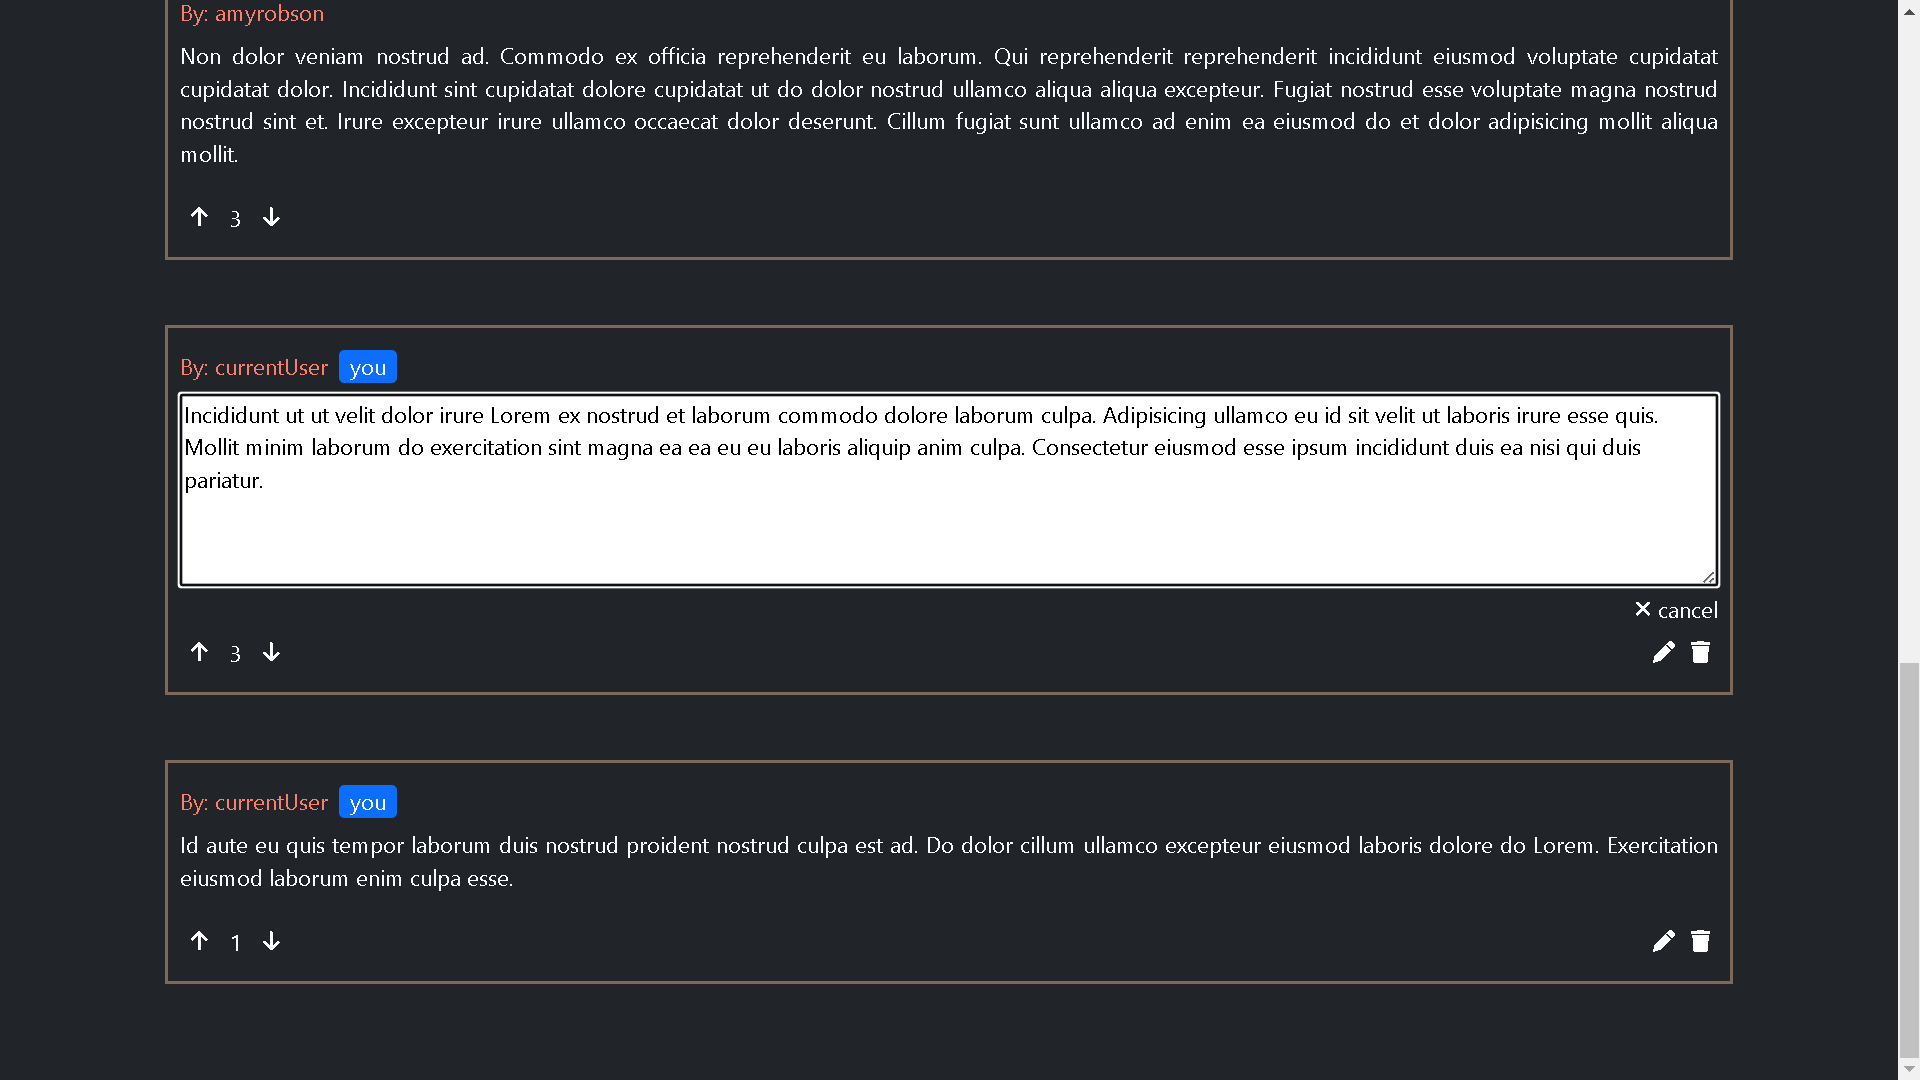 By: amyrobson
Non dolor veniam nostrud ad. Commodo ex officia reprehenderit eu laborum. Qui reprehenderit reprehenderit incididunt eiusmod voluptate cupidatat
cupidatat dolor. Incididunt sint cupidatat dolore cupidatat ut do dolor nostrud ullamco aliqua aliqua excepteur. Fugiat nostrud esse voluptate magna nostrud
nostrud sint et. Irure excepteur irure ullamco occaecat dolor deserunt. Cillum fugiat sunt ullamco ad enim ea eiusmod do et dolor adipisicing mollit aliqua
mollit.
3
By: currentUser you
Incididunt ut ut velit dolor irure Lorem ex nostrud et laborum commodo dolore laborum culpa. Adipisicing ullamco eu id sit velit ut laboris irure esse quis.
Mollit minim laborum do exercitation sint magna ea ea eu eu laboris aliquip anim culpa. Consectetur eiusmod esse ipsum incididunt duis ea nisi qui duis
pariatur.
cancel
3
By: currentUser you
Id aute eu quis tempor laborum duis nostrud proident nostrud culpa est ad. Do dolor cillum ullamco excepteur eiusmod laboris dolore do Lorem. Exercitation
eiusmod laborum enim culpa esse.
1